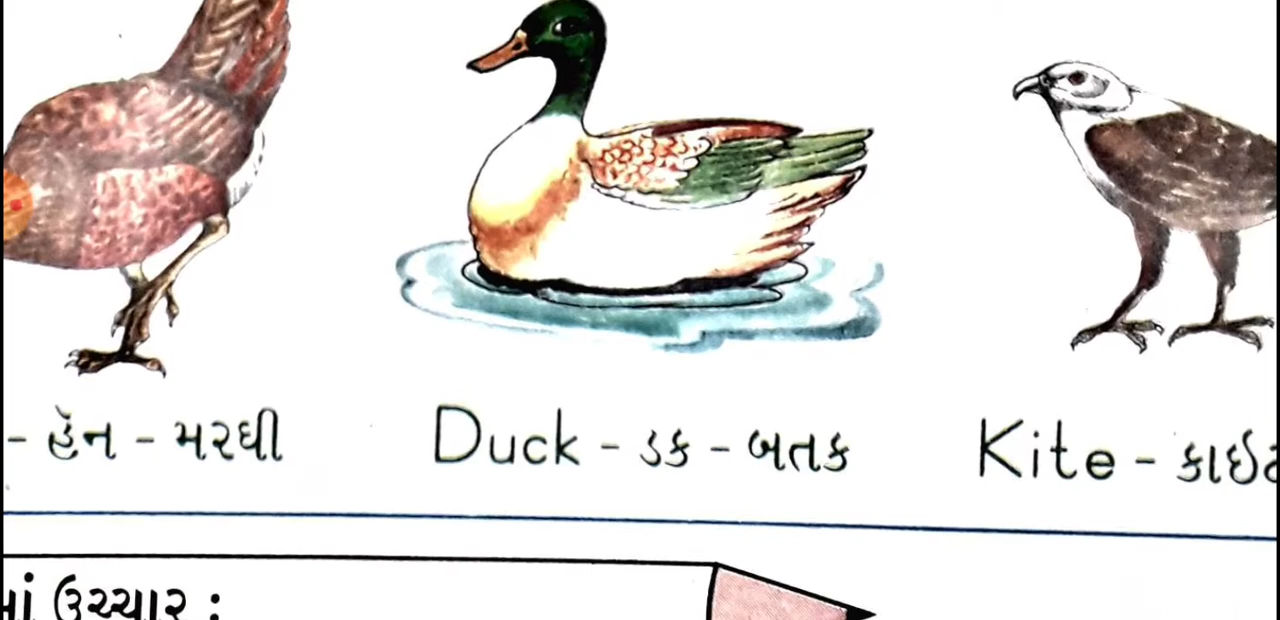 - હેન - મરઘી Duck - ડક - બતક Kite -
ઉચ્ચાર :